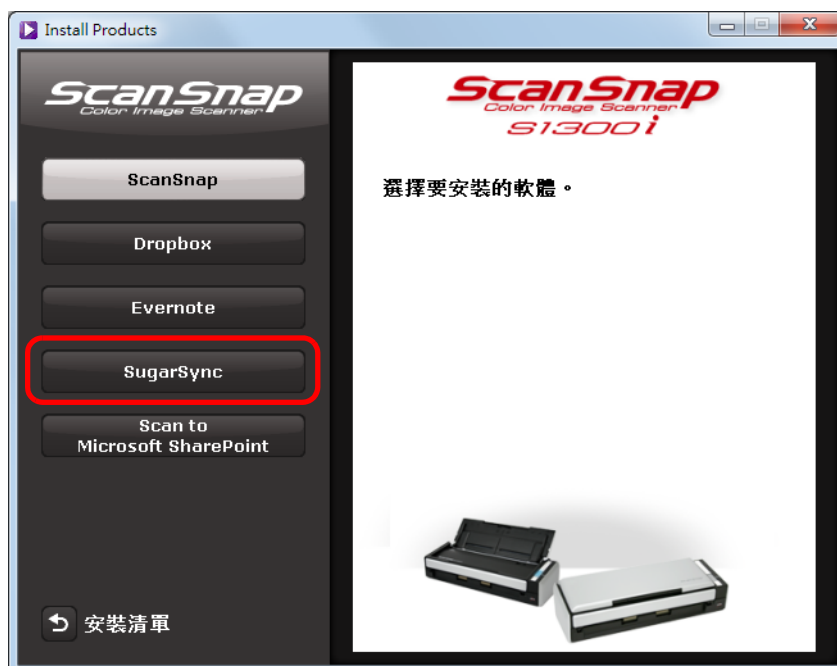 Install Products
ScanSnap
Color Image Scanner
ScanSnap
Dropbox
Evernote
SugarSync
Scan to
Microsoft SharePoint
安裝清單
ScanSnap
Color Image Scanner
S1300i
選擇要安裝的軟體。